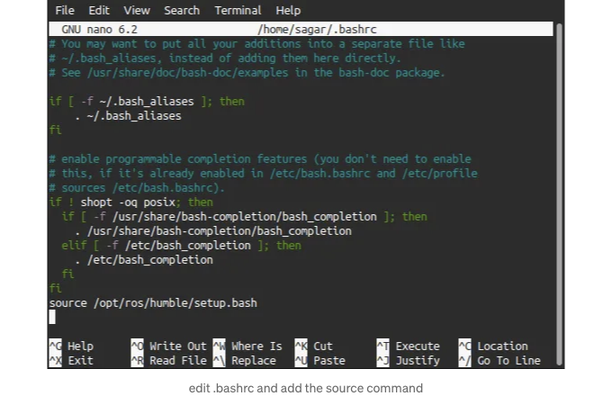 File Edit View Search Terminal Help
GNU nano 6.2 /home/sagar/.bashrc
# You may want to put all your additions into a separate file like
# ~/.bash_aliases, instead of adding them here directly.
# See /usr/share/doc/bash-doc/examples in the bash-doc package.
if [ -f ~/.bash_aliases ]; then
. ~/.bash_aliases
fi
# enable programmable completion features (you don't need to enable
# this, if it's already enabled in /etc/bash.bashrc and /etc/profile
# sources /etc/bash.bashrc).
if ! shopt -oq posix; then
if [ -f /usr/share/bash-completion/bash_completion ]; then
. /usr/share/bash-completion/bash_completion
elif [ -f /etc/bash_completion ]; then
. /etc/bash_completion
fi
fi
source /opt/ros/humble/setup.bash
^G Help ^O Write Out ^W Where Is ^K Cut ^T Execute ^C Location
^X Exit ^R Read File ^\ Replace ^U Paste ^J Justify ^/ Go To Line
edit .bashrc and add the source command